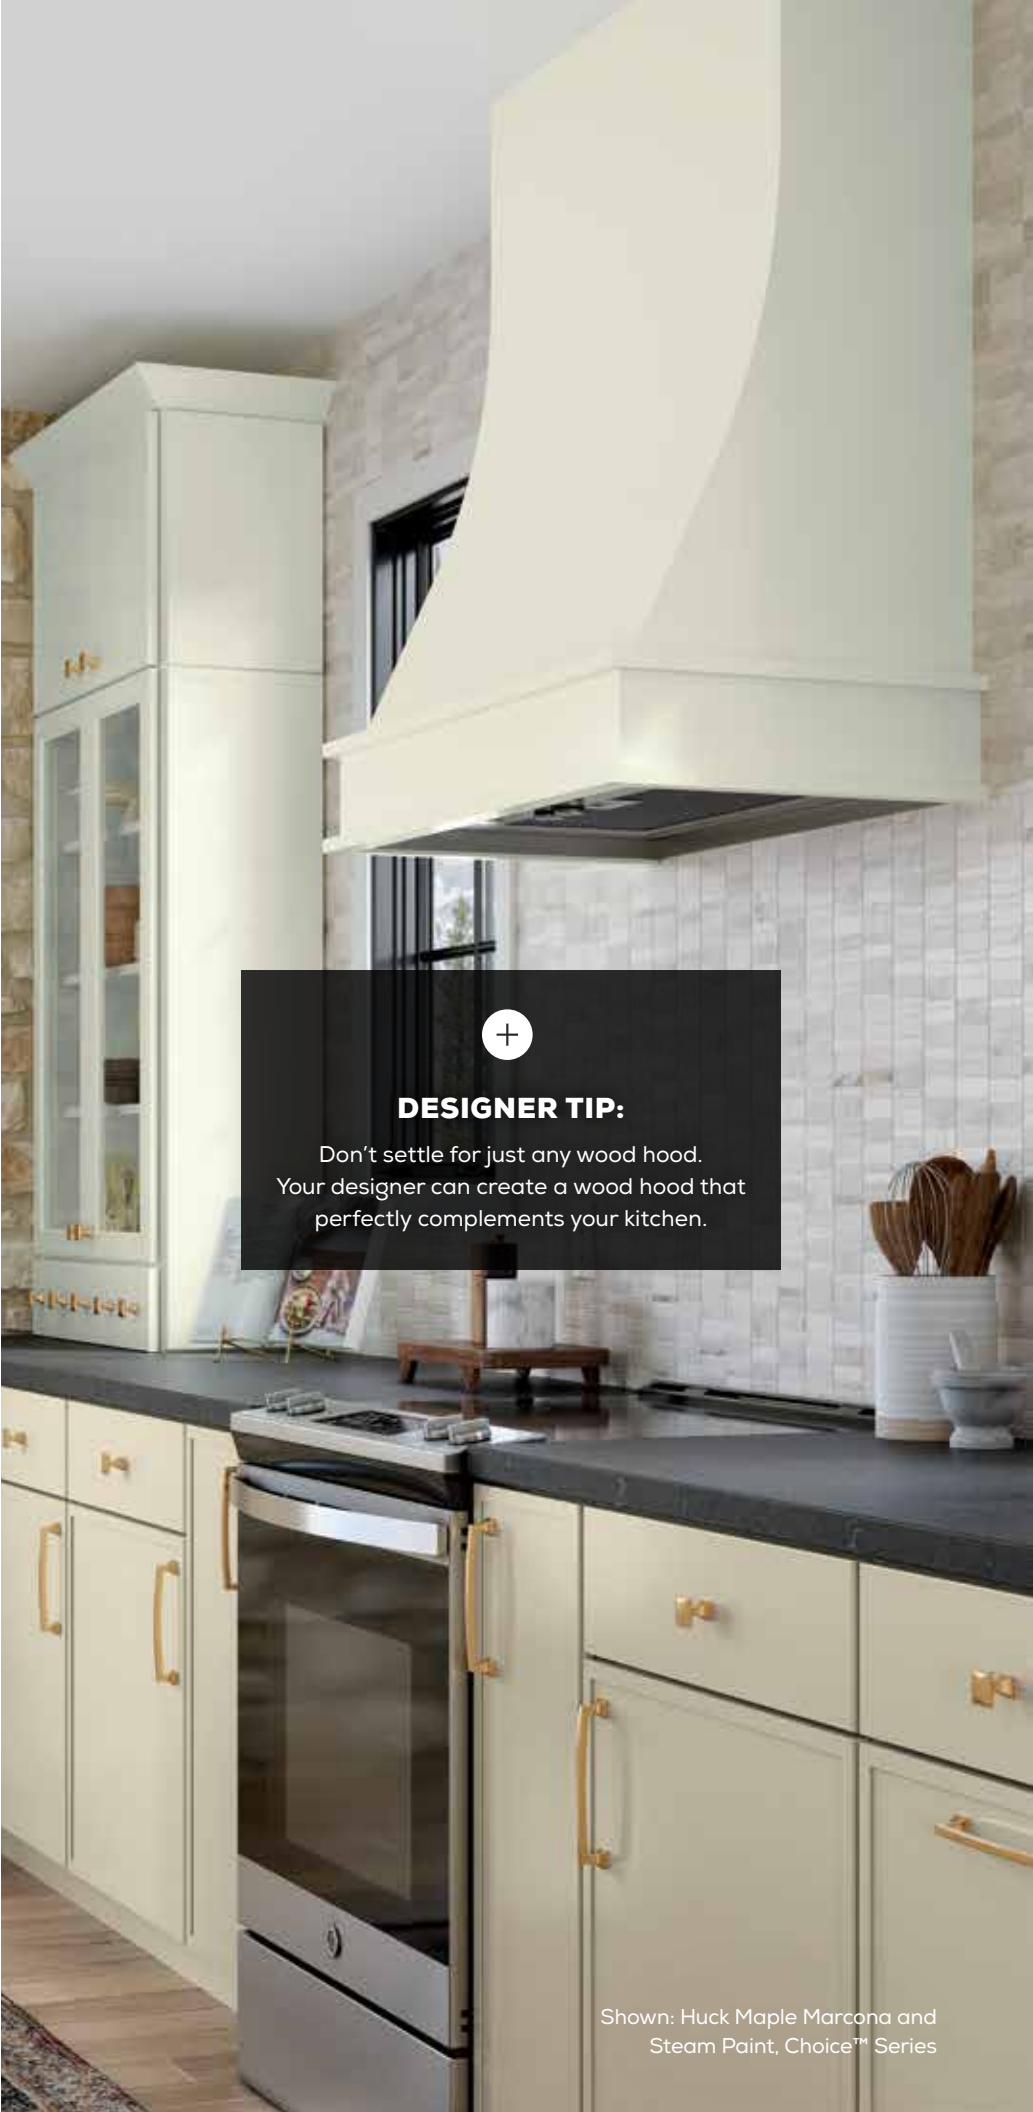 DESIGNER TIP:
Don't settle for just any wood hood.
Your designer can create a wood hood that
perfectly complements your kitchen.
Shown: Huck Maple Marcona and
Steam Paint, Choice™ Series